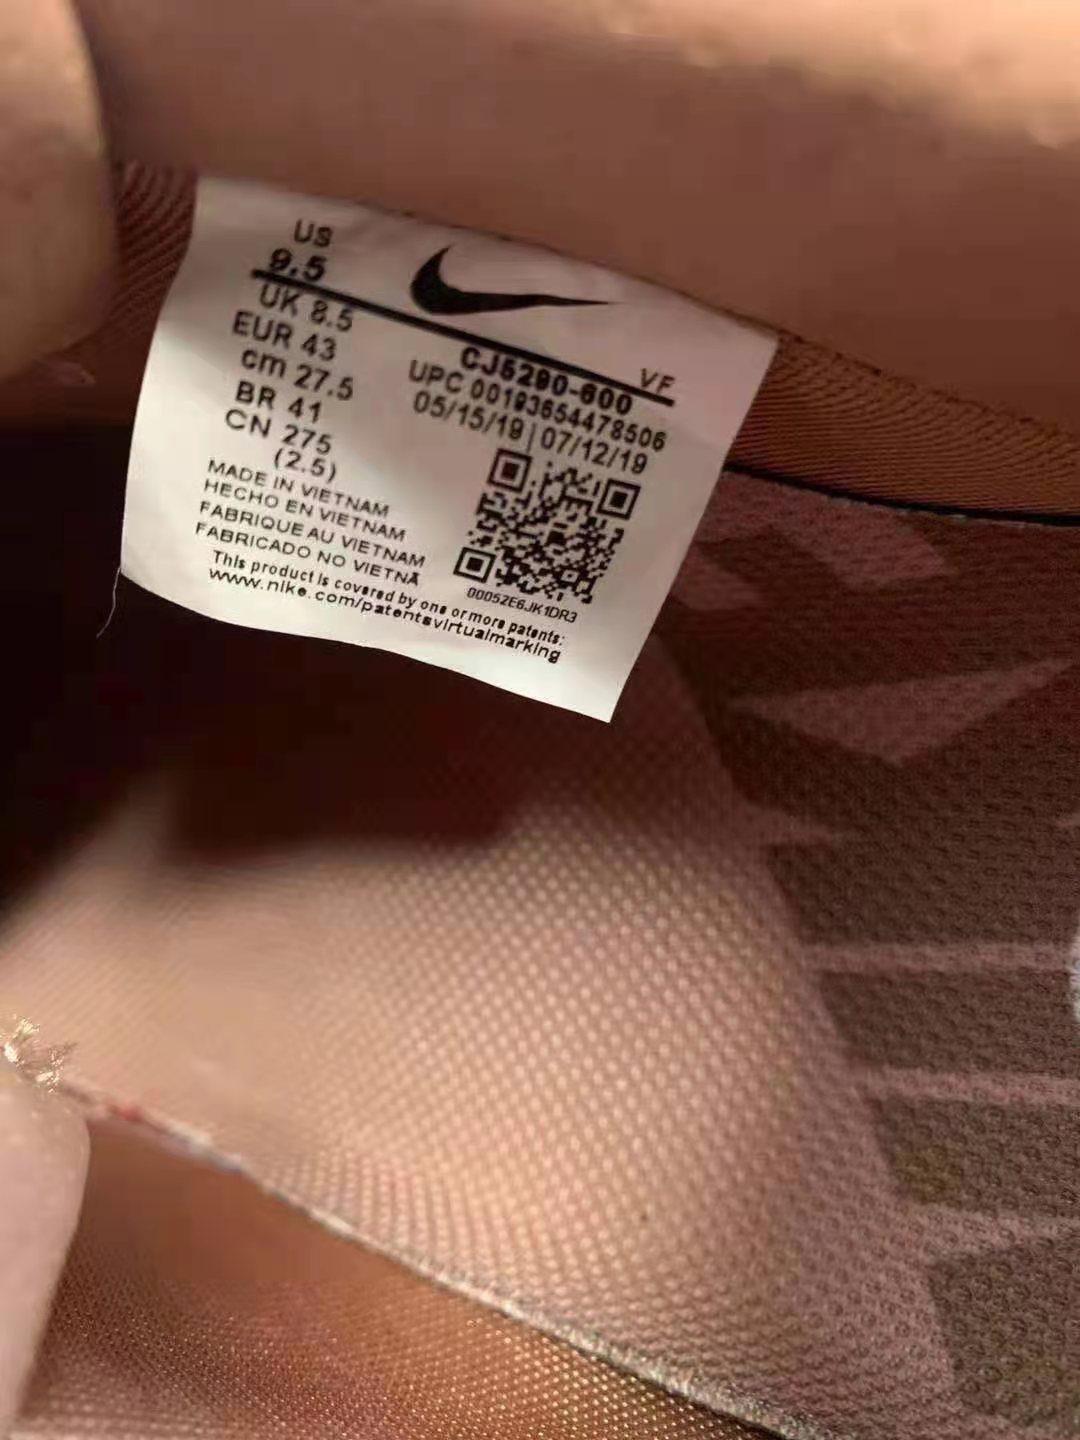 US
9.5
UK 8.5
EUR 43
cm 27.5
BR 41
CN 275
(2.5)
MADE IN VIETNAM
HECHO EN VIETNAM
FABRIQUE AU VIETNAM
FABRICADO NO VIETNÃ
This product is covered by one or more patents:
www.nike.com/patentsvirtualmarking
VF
CJ5290-600
UPC 00193654478506
05/15/19 | 07/12/19
00052E6JK1DR3